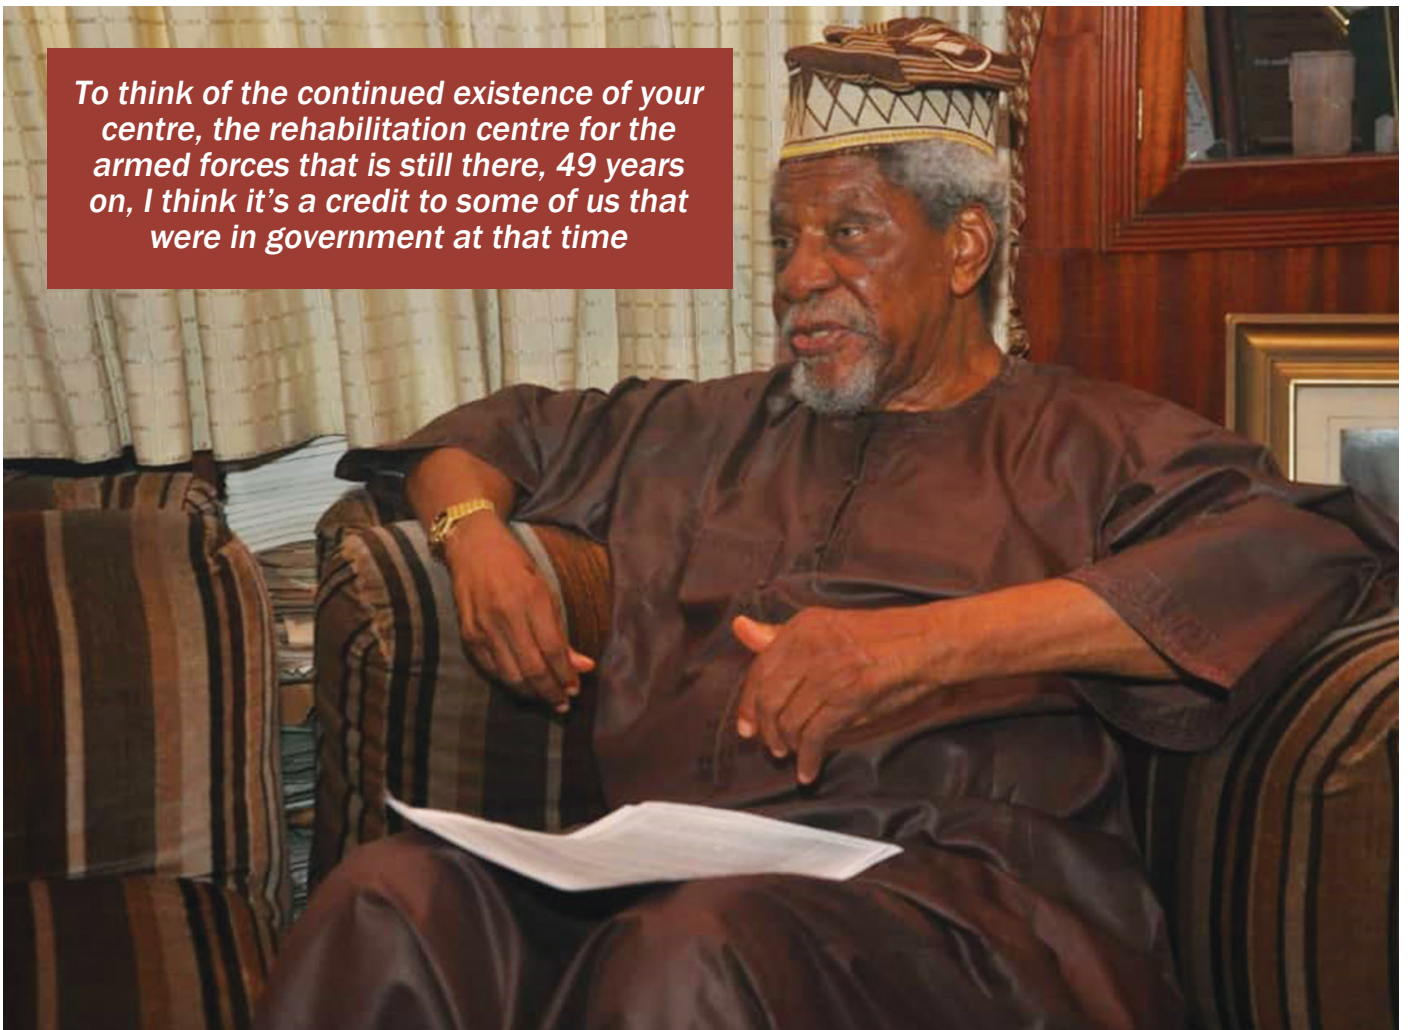 To think of the continued existence of your
centre, the rehabilitation centre for the
armed forces that is still there, 49 years
on, I think it’s a credit to some of us that
were in government at that time